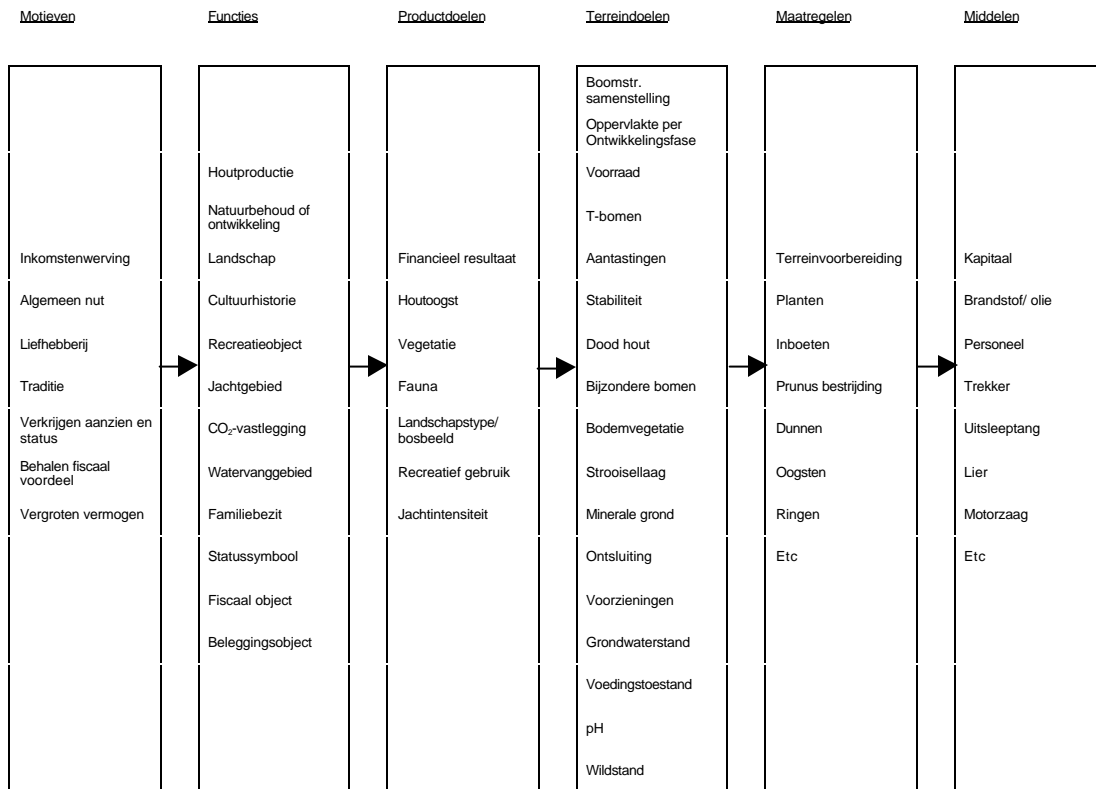 Motieven
Functies
Productdoelen
Terreindoelen
Maatregelen
Middelen
Inkomstenwerving
Algemeen nut
Liefhebberij
Traditie
Verkrijgen aanzien en
status
Behalen fiscaal
voordeel
Vergroten vermogen
Houtproductie
Natuurbehoud of
ontwikkeling
Landschap
Cultuurhistorie
Recreatieobject
Jachtgebied
CO₂-vastlegging
Watervanggebied
Familiebezit
Statussymbool
Fiscaal object
Beleggingsobject
Financieel resultaat
Houtoogst
Vegetatie
Fauna
Landschapstype/
bosbeeld
Recreatief gebruik
Jachtintensiteit
Boomstr.
samenstelling
Oppervlakte per
Ontwikkelingsfase
Voorraad
T-bomen
Aantastingen
Stabiliteit
Dood hout
Bijzondere bomen
Bodemvegetatie
Strooisellaag
Minerale grond
Ontsluiting
Voorzieningen
Grondwaterstand
Voedingstoestand
pH
Wildstand
Terreinvoorbereiding
Planten
Inboeten
Prunus bestrijding
Dunnen
Oogsten
Ringen
Etc
Kapitaal
Brandstof/ olie
Personeel
Trekker
Uitsleeptang
Lier
Motorzaag
Etc